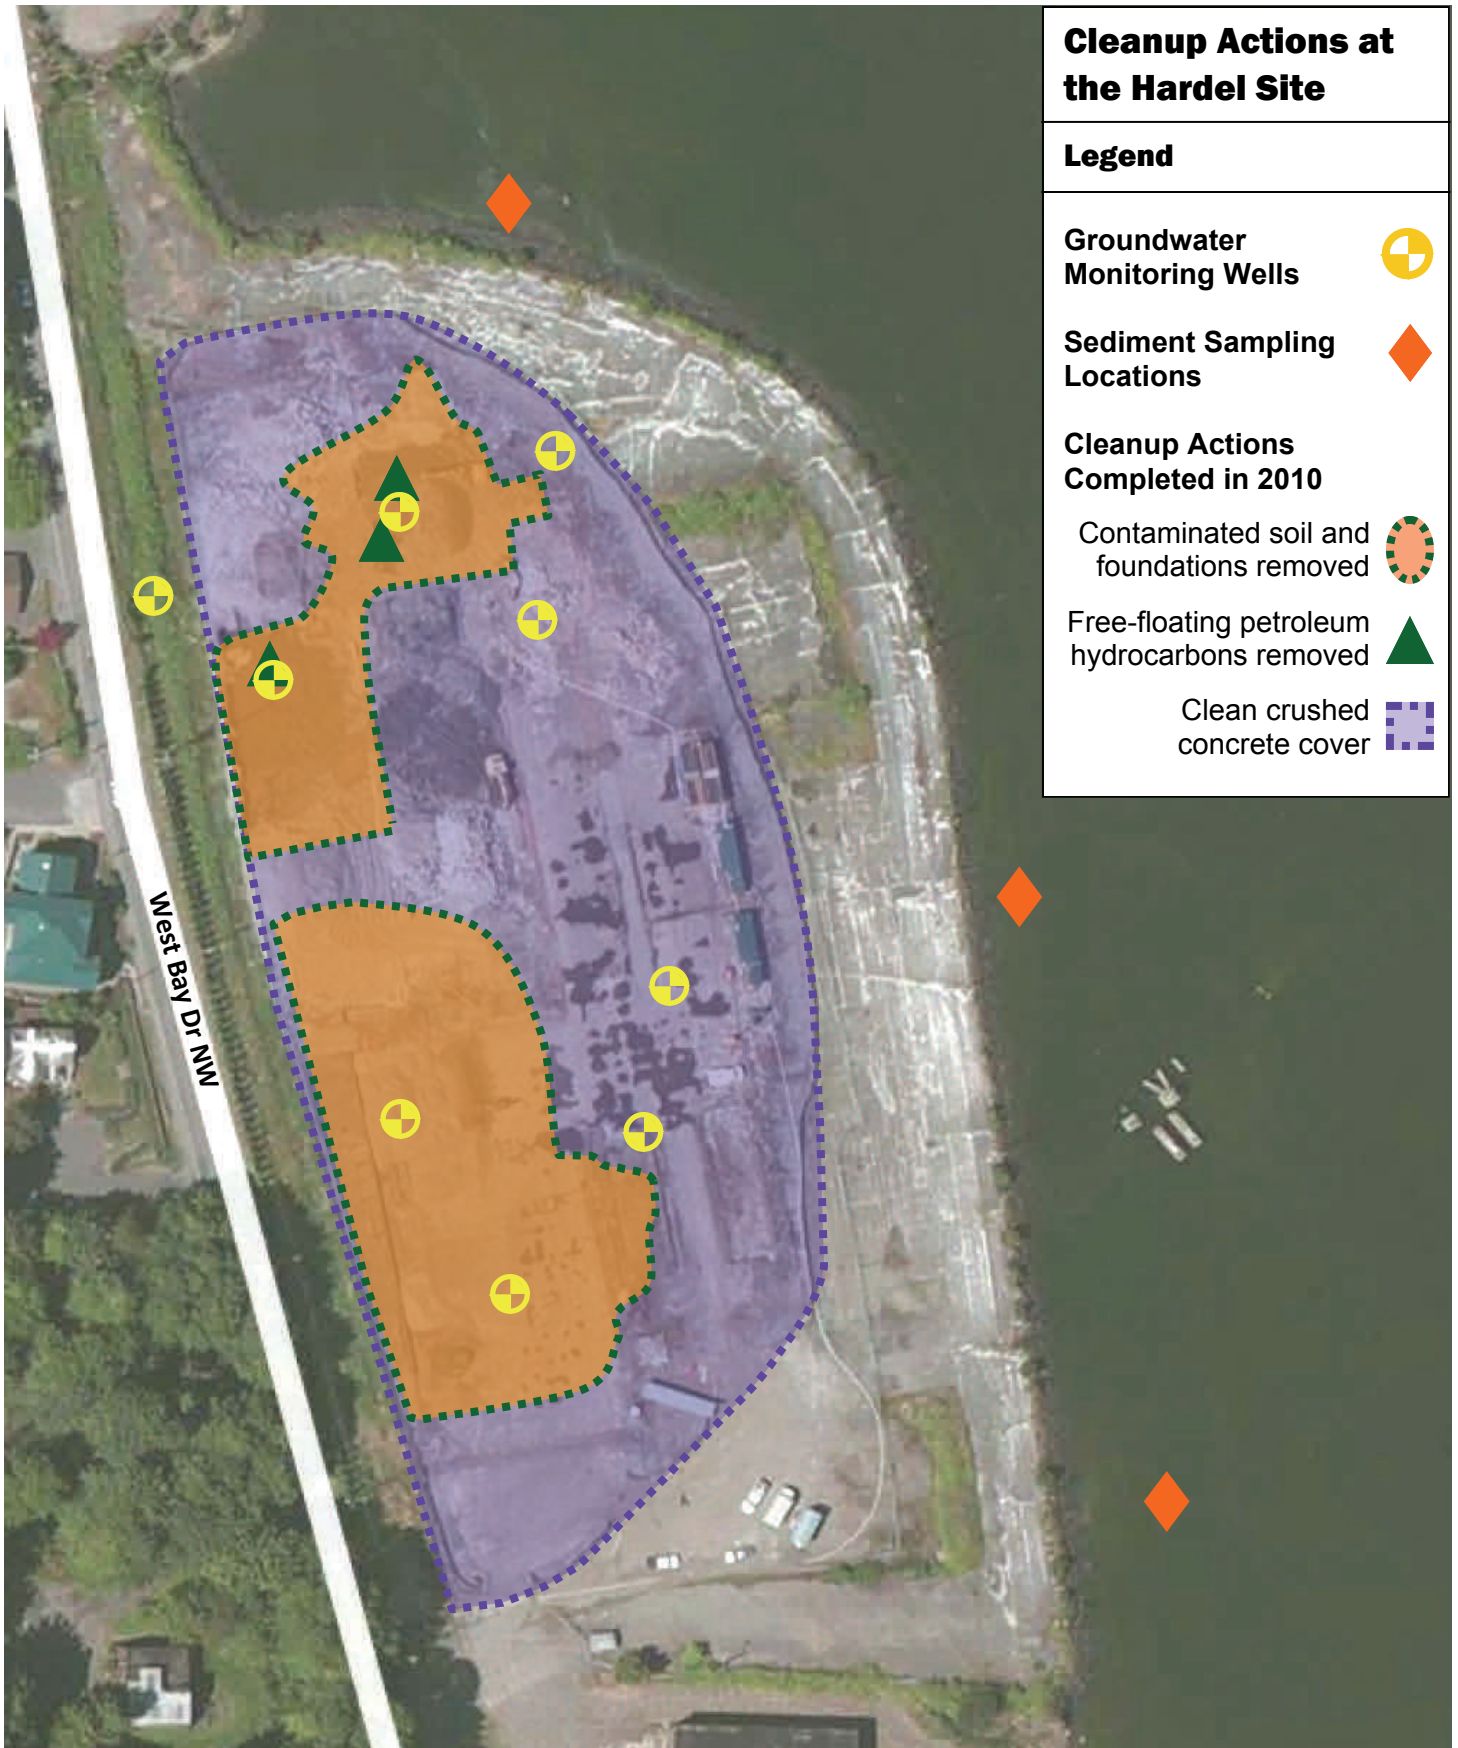 Cleanup Actions at
the Hardel Site
Legend
Groundwater
Monitoring Wells
Sediment Sampling
Locations
Cleanup Actions
Completed in 2010
Contaminated soil and
foundations removed
Free-floating petroleum
hydrocarbons removed
Clean crushed
concrete cover
West Bay Dr NW